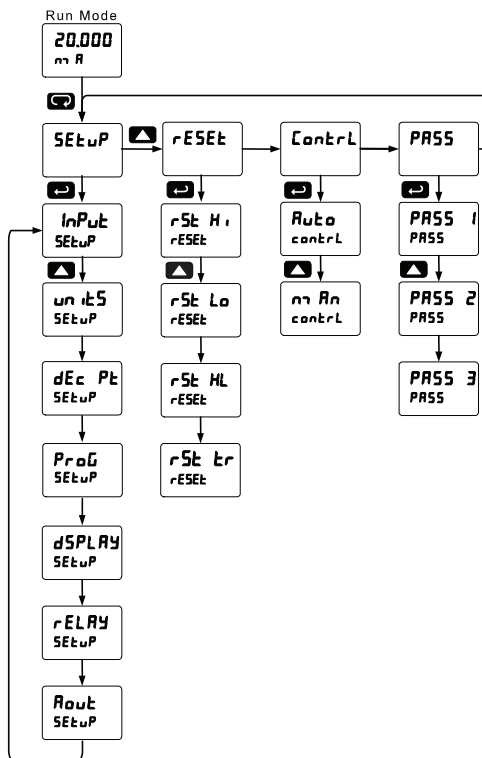 Run Mode
20.000
mA
SEtuP
rESEt
ContrL
PASS
InPut
SEtuP
rSt Hi
rESEt
Auto
contrL
PASS 1
PASS
unitS
SEtuP
rSt Lo
rESEt
mAn
contrL
PASS 2
PASS
dEc Pt
SEtuP
rSt HL
rESEt
PASS 3
PASS
ProG
SEtuP
rSt tr
rESEt
dSPLAY
SEtuP
rELAY
SEtuP
Aout
SEtuP